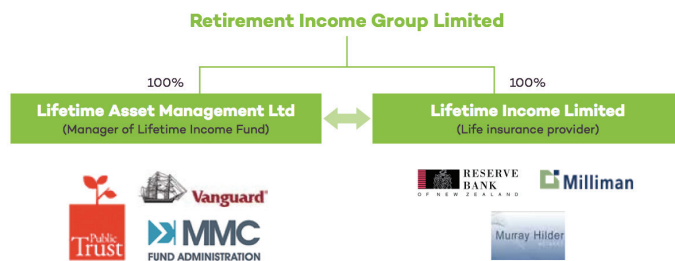 Retirement Income Group Limited
100%
100%
Lifetime Asset Management Ltd
(Manager of Lifetime Income Fund)
Lifetime Income Limited
(Life insurance provider)
Public
Trust
Vanguard®
MMC
FUND ADMINISTRATION
RESERVE
BANK
OF NEW ZEALAND
Milliman
Murray Hilder